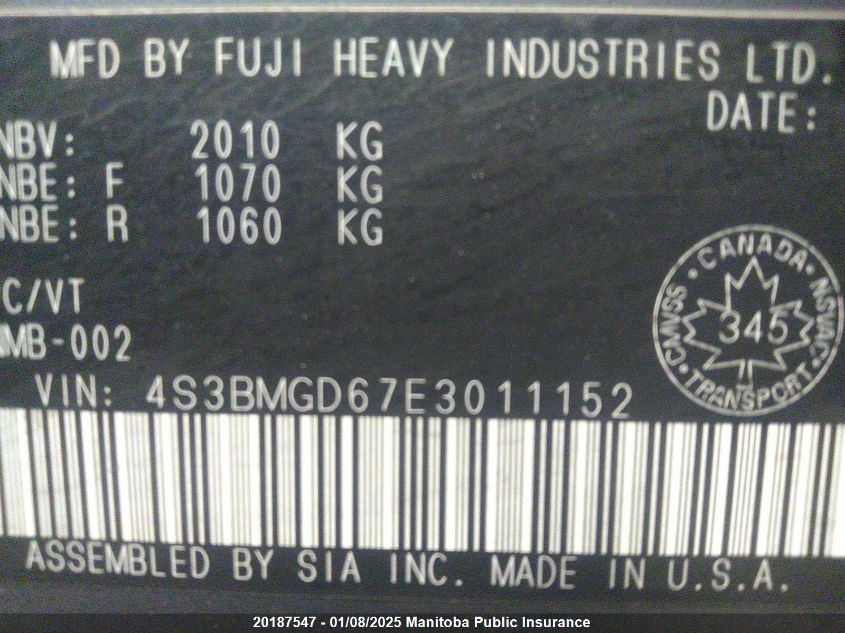 MFD BY FUJI HEAVY INDUSTRIES LTD.
DATE:
NBV: 2010 KG
NBE: F 1070 KG
NBE: R 1060 KG
C/VT
MB-002
CANADA
NSVAC
345
CMVSS
TRANSPORT
VIN: 4S3BMGD67E3011152
ASSEMBLED BY SIA INC. MADE IN U.S.A.
20187547 - 01/08/2025 Manitoba Public Insurance